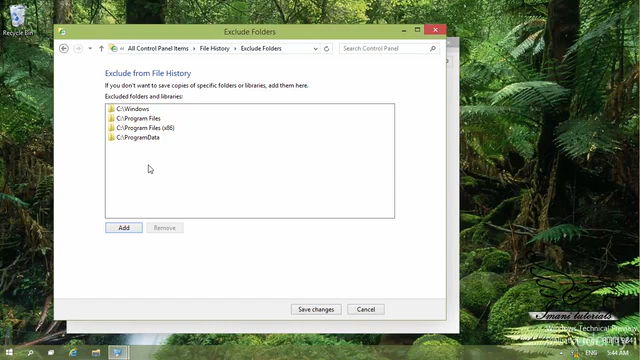 Recycle Bin
Exclude Folders
All Control Panel Items
File History
Exclude Folders
Search Control Panel
Exclude from File History
If you don't want to save copies of specific folders or libraries, add them here.
Excluded folders and libraries:
C:\Windows
C:\Program Files
C:\Program Files (x86)
C:\ProgramData
Add
Remove
Save changes
Cancel
Imani tutorials
Windows Technical Preview
ENG
5:44 AM